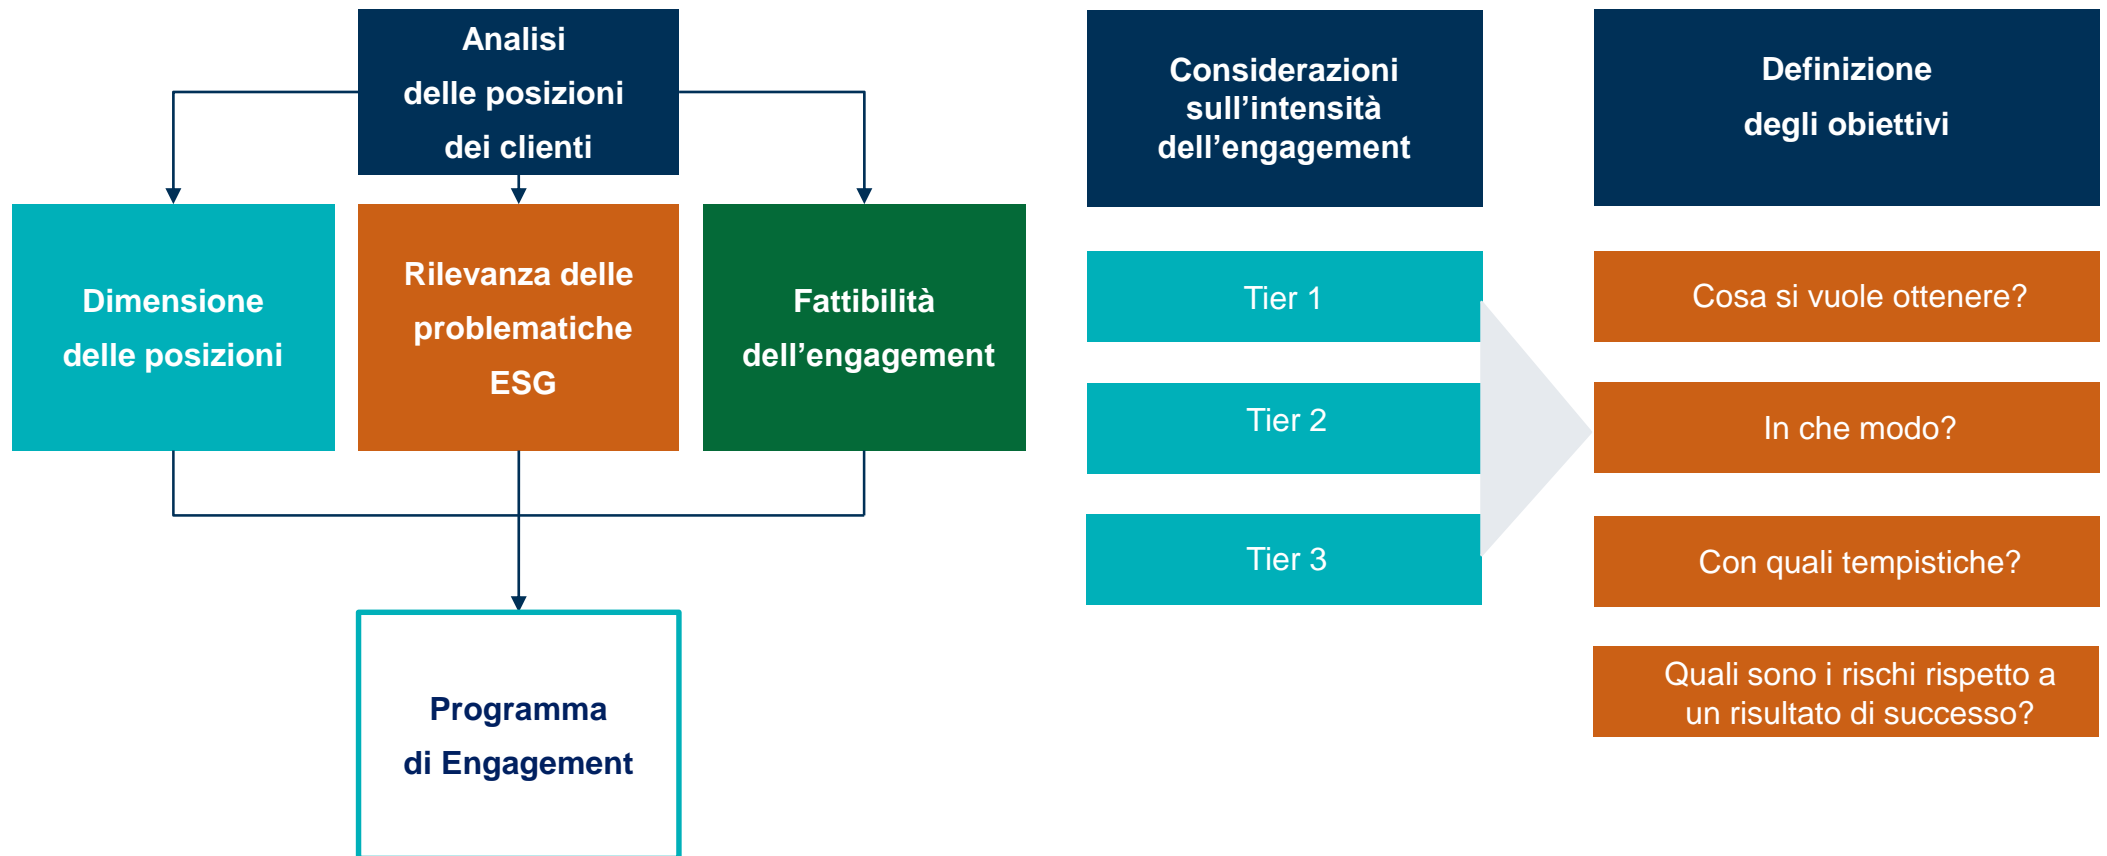 Analisi
delle posizioni
dei clienti
Dimensione
delle posizioni
Rilevanza delle
problematiche
ESG
Fattibilità
dell’engagement
Programma
di Engagement
Considerazioni
sull’intensità
dell’engagement
Tier 1
Tier 2
Tier 3
Definizione
degli obiettivi
Cosa si vuole ottenere?
In che modo?
Con quali tempistiche?
Quali sono i rischi rispetto a
un risultato di successo?